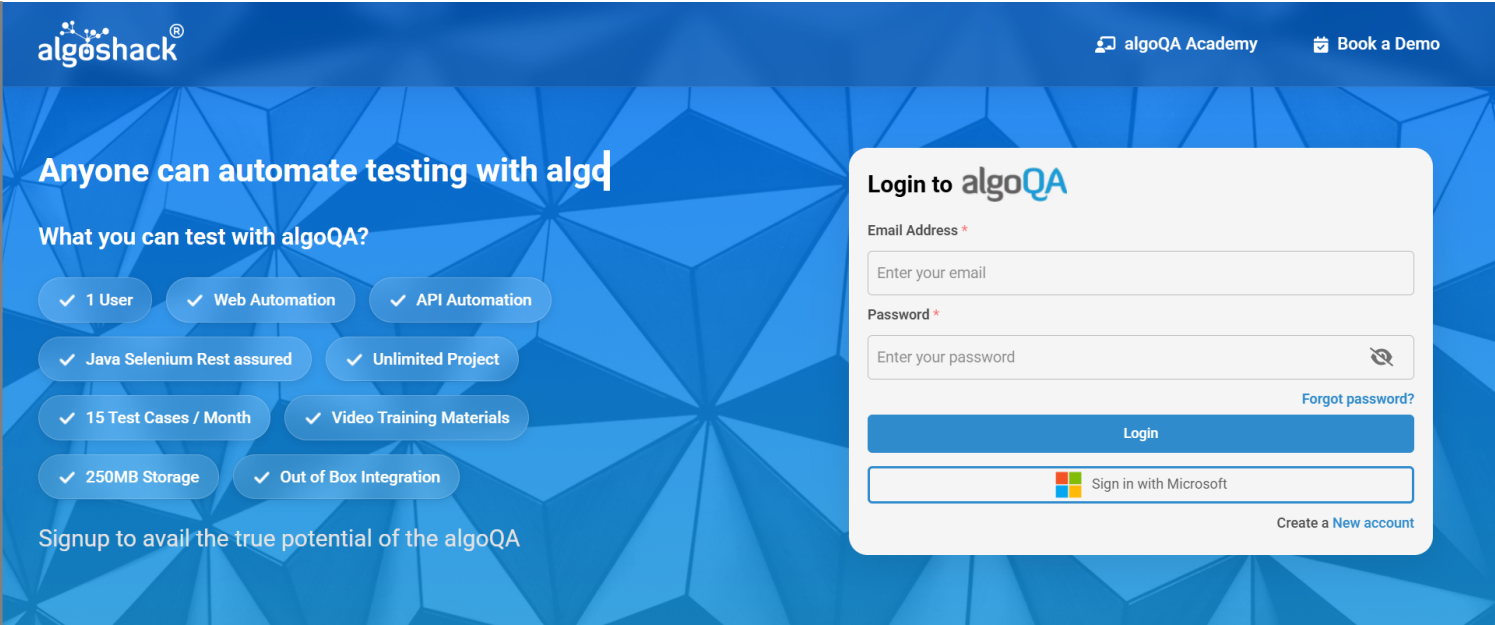 algoshack®
algoQA Academy
Book a Demo
Anyone can automate testing with algo
What you can test with algoQA?
1 User
Web Automation
API Automation
Java Selenium Rest assured
Unlimited Project
15 Test Cases / Month
Video Training Materials
250MB Storage
Out of Box Integration
Signup to avail the true potential of the algoQA
Login to algoQA
Email Address *
Enter your email
Password *
Enter your password
Forgot password?
Login
Sign in with Microsoft
Create a New account